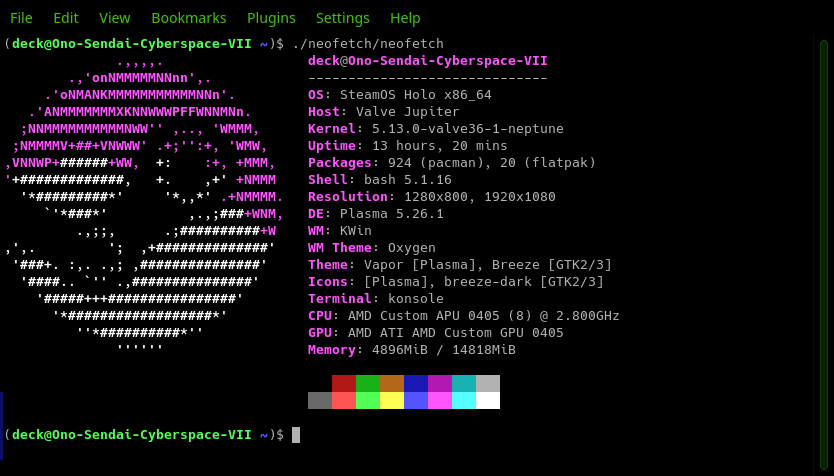 File Edit View Bookmarks Plugins Settings Help
(deck@Ono-Sendai-Cyberspace-VII ~)$ ./neofetch/neofetch
              .,,,,.                  deck@Ono-Sendai-Cyberspace-VII
        .,'onNMMMMMNNnn',.            ------------------------------
     .'oNMANKMMMMMMMMMMMNNn'.         OS: SteamOS Holo x86_64
   .'ANMMMMMMMXKNNWWWPFFWNNMNn.       Host: Valve Jupiter
  ;NNMMMMMMMMMMNWW'' ,.., 'WMMM,      Kernel: 5.13.0-valve36-1-neptune
 ;NMMMMV+##+VNWWW' .+;'':+, 'WMW,     Uptime: 13 hours, 20 mins
,VNNWP+######+WW,  +:    :+, +MMM,    Packages: 924 (pacman), 20 (flatpak)
'+#############,   +.    ,+' +NMMM    Shell: bash 5.1.16
  '*#########*'     '*,,*' .+NMMMM.   Resolution: 1280x800, 1920x1080
     `'*###*'          ,.,;###+WNM,   DE: Plasma 5.26.1
         .,;;,      .;##########+W    WM: KWin
,',.         ';  ,+##############'    WM Theme: Oxygen
 '###+. :,. .,; ,###############'     Theme: Vapor [Plasma], Breeze [GTK2/3]
  '####.. `'' .,###############'      Icons: [Plasma], breeze-dark [GTK2/3]
    '#####+++################'        Terminal: konsole
      '*##################*'          CPU: AMD Custom APU 0405 (8) @ 2.800GHz
         ''*##########*''             GPU: AMD ATI AMD Custom GPU 0405
              ''''''                  Memory: 4896MiB / 14818MiB
(deck@Ono-Sendai-Cyberspace-VII ~)$